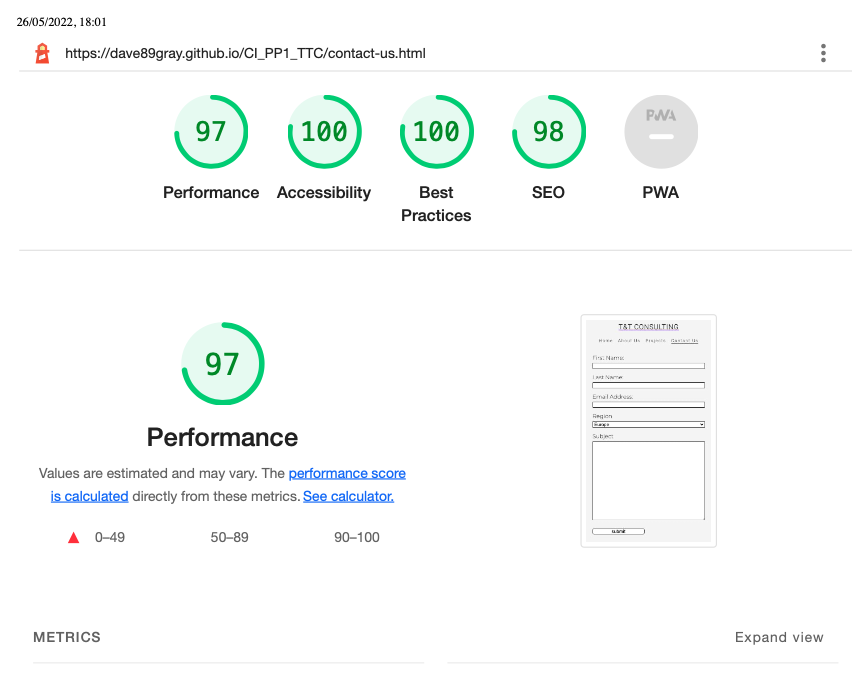 26/05/2022, 18:01
https://dave89gray.github.io/CI_PP1_TTC/contact-us.html
97 100 100 98 PWA
Performance Accessibility Best Practices SEO PWA
97
Performance
Values are estimated and may vary. The performance score
is calculated directly from these metrics. See calculator.
0–49 50–89 90–100
T&T CONSULTING
Home About Us Projects Contact Us
First Name:
Last Name:
Email Address:
Region
Europe
Subject
submit
METRICS Expand view